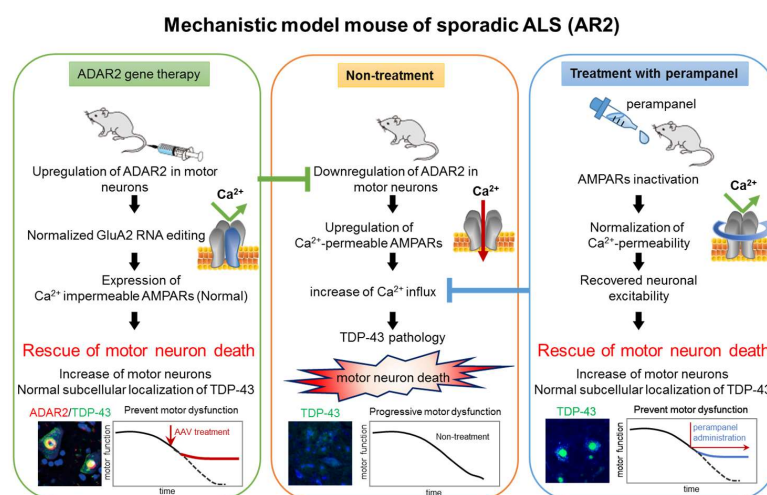 Mechanistic model mouse of sporadic ALS (AR2)
ADAR2 gene therapy
Upregulation of ADAR2 in motor
neurons
Ca²⁺
Normalized GluA2 RNA editing
Expression of
Ca²⁺ impermeable AMPARs (Normal)
Rescue of motor neuron death
Increase of motor neurons
Normal subcellular localization of TDP-43
ADAR2/TDP-43
Prevent motor dysfunction
AAV treatment
motor function
time
Non-treatment
Downregulation of ADAR2 in
motor neurons
Ca²⁺
Upregulation of
Ca²⁺-permeable AMPARs
increase of Ca²⁺ influx
TDP-43 pathology
motor neuron death
TDP-43
Progressive motor dysfunction
Non-treatment
motor function
time
Treatment with perampanel
perampanel
AMPARs inactivation
Ca²⁺
Normalization of
Ca²⁺-permeability
Recovered neuronal
excitability
Rescue of motor neuron death
Increase of motor neurons
Normal subcellular localization of TDP-43
TDP-43
Prevent motor dysfunction
perampanel
administration
motor function
time